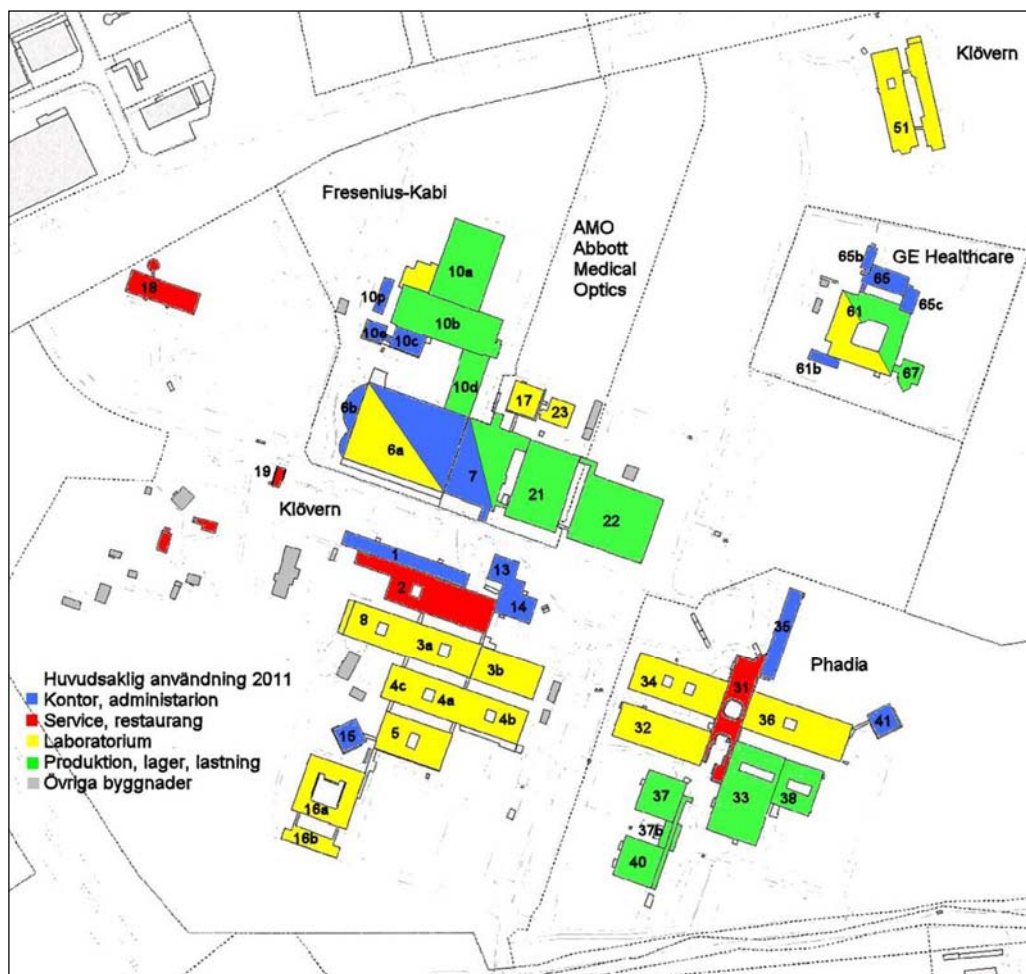 Klövern
51
Fresenius-Kabi
AMO
Abbott
Medical
Optics
GE Healthcare
65b
65
65c
61
61b
67
18
10a
10p
10b
10e
10c
10d
17
23
6b
6a
7
21
22
19
Klövern
1
2
13
14
8
3a
3b
4c
4a
4b
5
15
16a
16b
35
Phadia
31
34
36
41
32
33
38
37
37b
40
Huvudsaklig användning 2011
Kontor, administarion
Service, restaurang
Laboratorium
Produktion, lager, lastning
Övriga byggnader